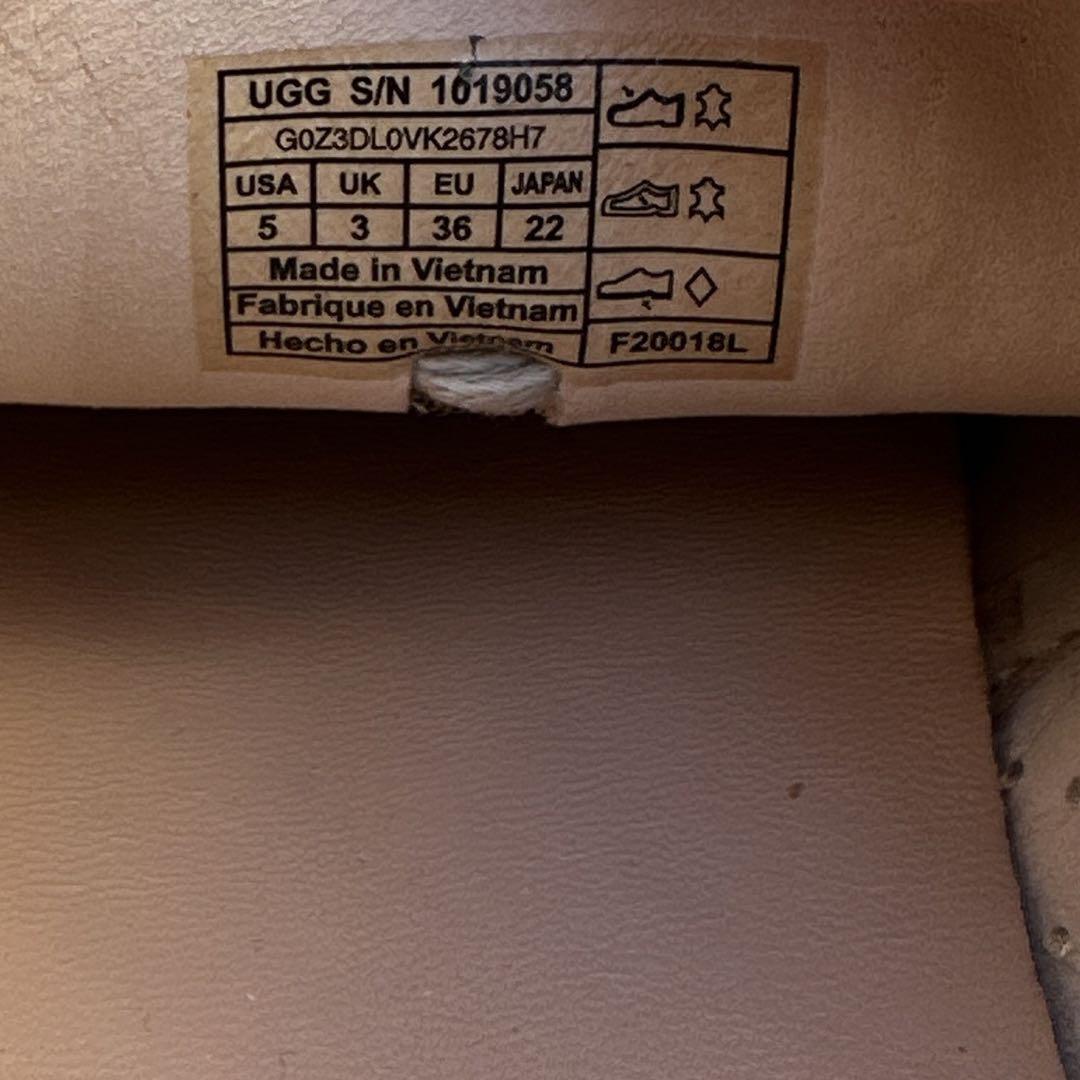 UGG S/N 1019058
G0Z3DL0VK2678H7
USA UK EU JAPAN
5 3 36 22
Made in Vietnam
Fabrique en Vietnam
Hecho en Vietnam
F20018L